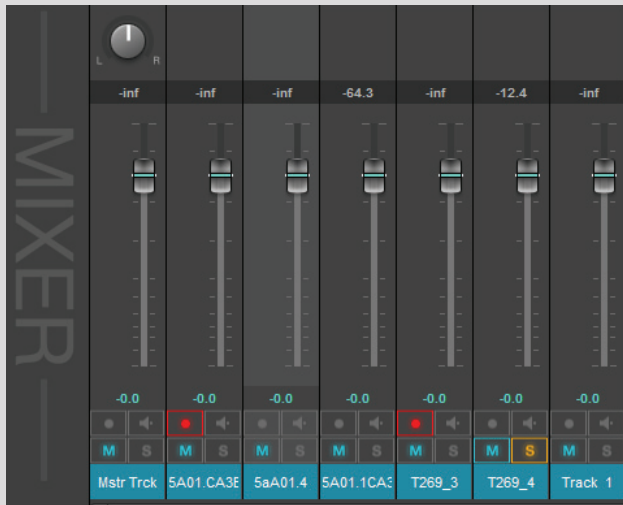 MIXER
L R
-inf -inf -inf -64.3 -inf -12.4 -inf
-0.0 -0.0 -0.0 -0.0 -0.0 -0.0 -0.0
M S M S M S M S M S M S M S
Mstr Trck 5A01.CA3E 5aA01.4 5A01.1CA3 T269_3 T269_4 Track 1